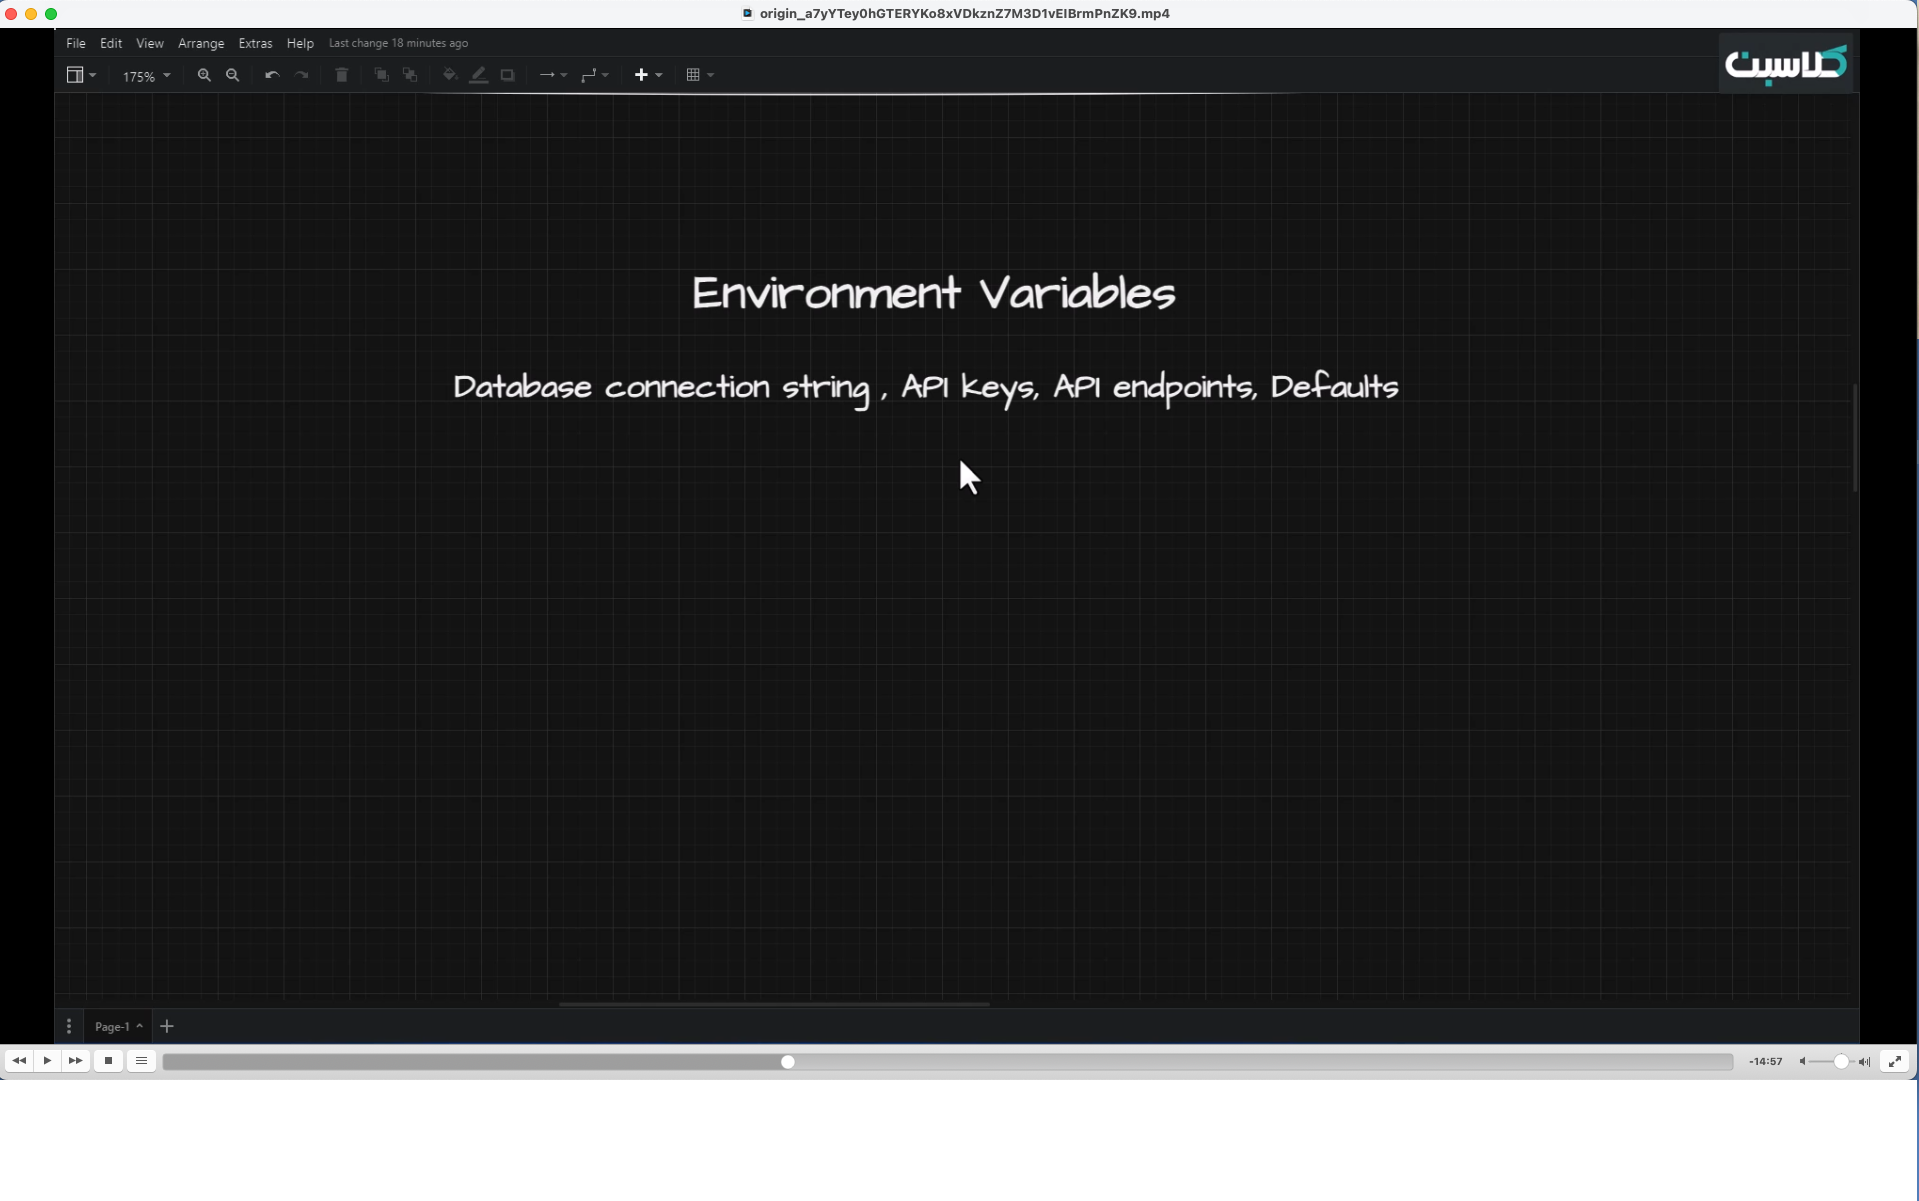 origin_a7yYTey0hGTERYKo8xVDkznZ7M3D1vEIBrmPnZK9.mp4
File Edit View Arrange Extras Help Last change 18 minutes ago
کلاسبن
175%
Environment Variables
Database connection string , API keys, API endpoints, Defaults
Page-1
-14:57